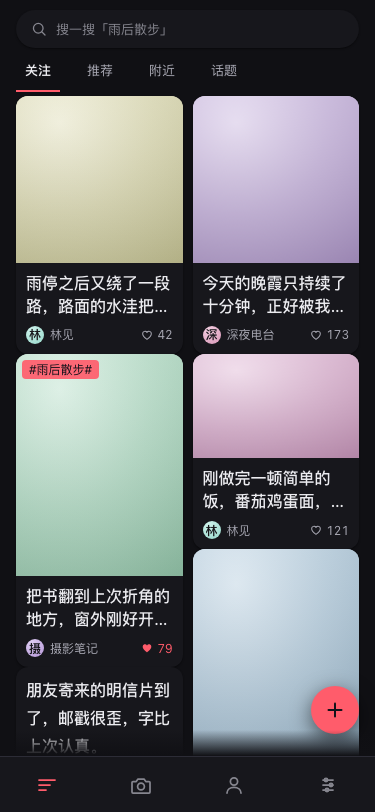 搜一搜「雨后散步」
关注
推荐
附近
话题
雨停之后又绕了一段
路，路面的水洼把…
林
林见
42
今天的晚霞只持续了
十分钟，正好被我…
深
深夜电台
173
#雨后散步#
把书翻到上次折角的
地方，窗外刚好开…
摄
摄影笔记
79
刚做完一顿简单的
饭，番茄鸡蛋面，…
林
林见
121
朋友寄来的明信片到
了，邮戳很歪，字比
上次认真。